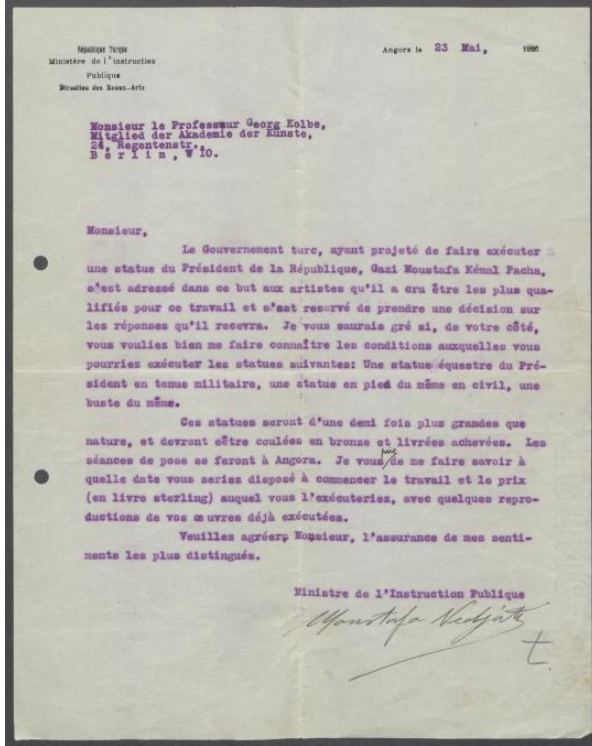 République Turque
Ministère de l'instruction
Publique
Direction des Beaux-Arts
Angora le 23 Mai, 1926
Monsieur le Professeur Georg Kolbe,
Mitglied der Akademie der Künste,
24, Regentenstr.,
Berlin, W 10.
Monsieur,
Le Gouvernement turc, ayant projeté de faire exécuter
une statue du Président de la République, Gazi Moustafa Kémal Pacha,
s'est adressé dans ce but aux artistes qu'il a cru être les plus qua-
lifiés pour ce travail et s'est reservé de prendre une décision sur
les réponses qu'il recevra. Je vous saurais gré si, de votre côté,
vous vouliez bien me faire connaître les conditions auxquelles vous
pourriez exécuter les statues suivantes: Une statue équestre du Pré-
sident en tenue militaire, une statue en pied du même en civil, une
buste du même.
Ces statues seront d'une demi fois plus grandes que
nature, et devront eêtre coulées en bronze et livrées achevées. Les
séances de pose se feront à Angora. Je vous prie de me faire savoir à
quelle date vous seriez disposé à commencer le travail et le prix
(en livre sterling) auquel vous l'exécuteriez, avec quelques repro-
ductions de vos œuvres déjà exécutées.
Veuillez agréer, Monsieur, l'assurance de mes senti-
ments les plus distingués.
Ministre de l'Instruction Publique
Moustafa Nedjati